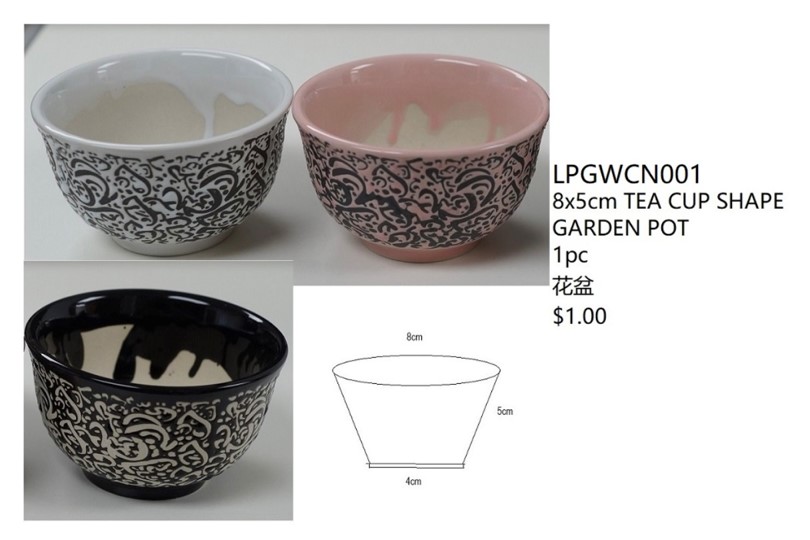 LPGWCN001
8x5cm TEA CUP SHAPE
GARDEN POT
1pc
花盆
$1.00
8cm
5cm
4cm